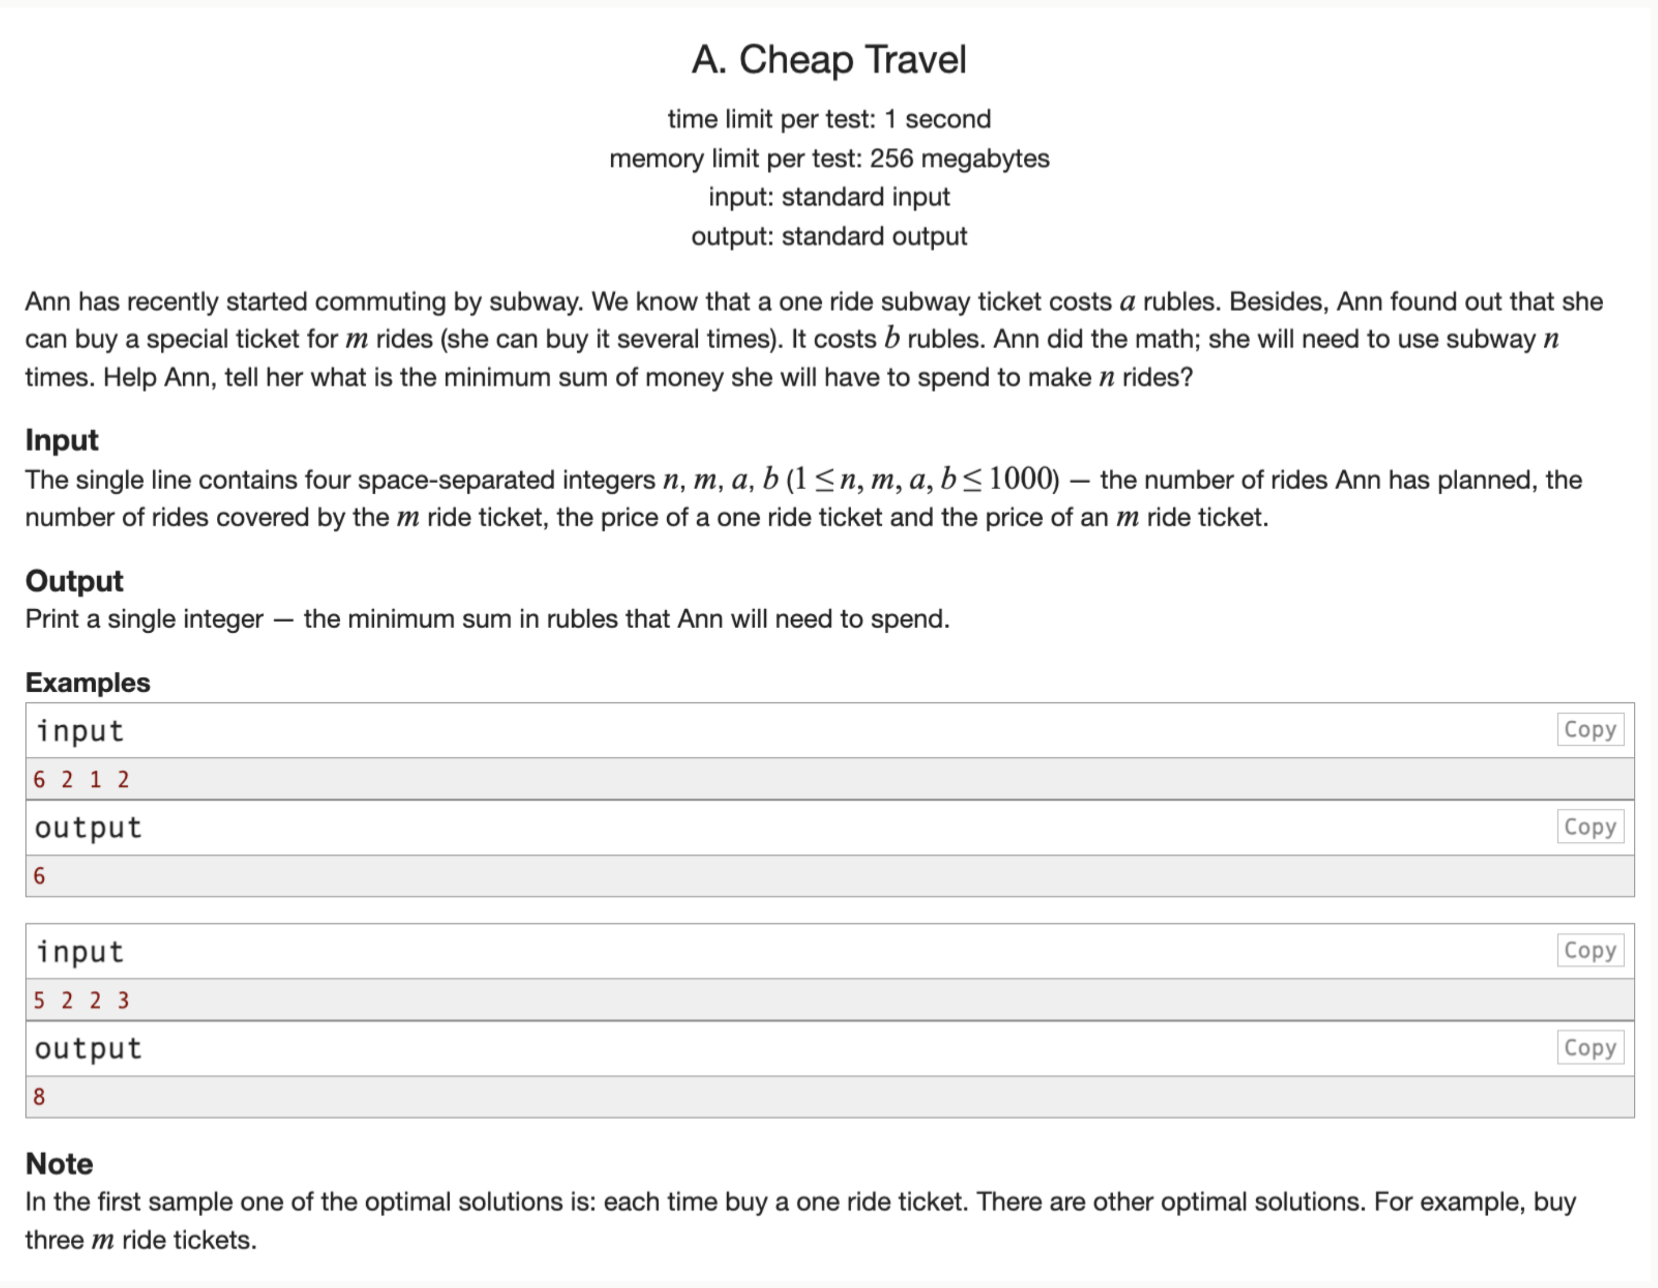 A. Cheap Travel
time limit per test: 1 second
memory limit per test: 256 megabytes
input: standard input
output: standard output
Ann has recently started commuting by subway. We know that a one ride subway ticket costs a rubles. Besides, Ann found out that she
can buy a special ticket for m rides (she can buy it several times). It costs b rubles. Ann did the math; she will need to use subway n
times. Help Ann, tell her what is the minimum sum of money she will have to spend to make n rides?
Input
The single line contains four space-separated integers n, m, a, b (1 ≤ n, m, a, b ≤ 1000) — the number of rides Ann has planned, the
number of rides covered by the m ride ticket, the price of a one ride ticket and the price of an m ride ticket.
Output
Print a single integer — the minimum sum in rubles that Ann will need to spend.
Examples
input Copy
6 2 1 2
output Copy
6
input Copy
5 2 2 3
output Copy
8
Note
In the first sample one of the optimal solutions is: each time buy a one ride ticket. There are other optimal solutions. For example, buy
three m ride tickets.